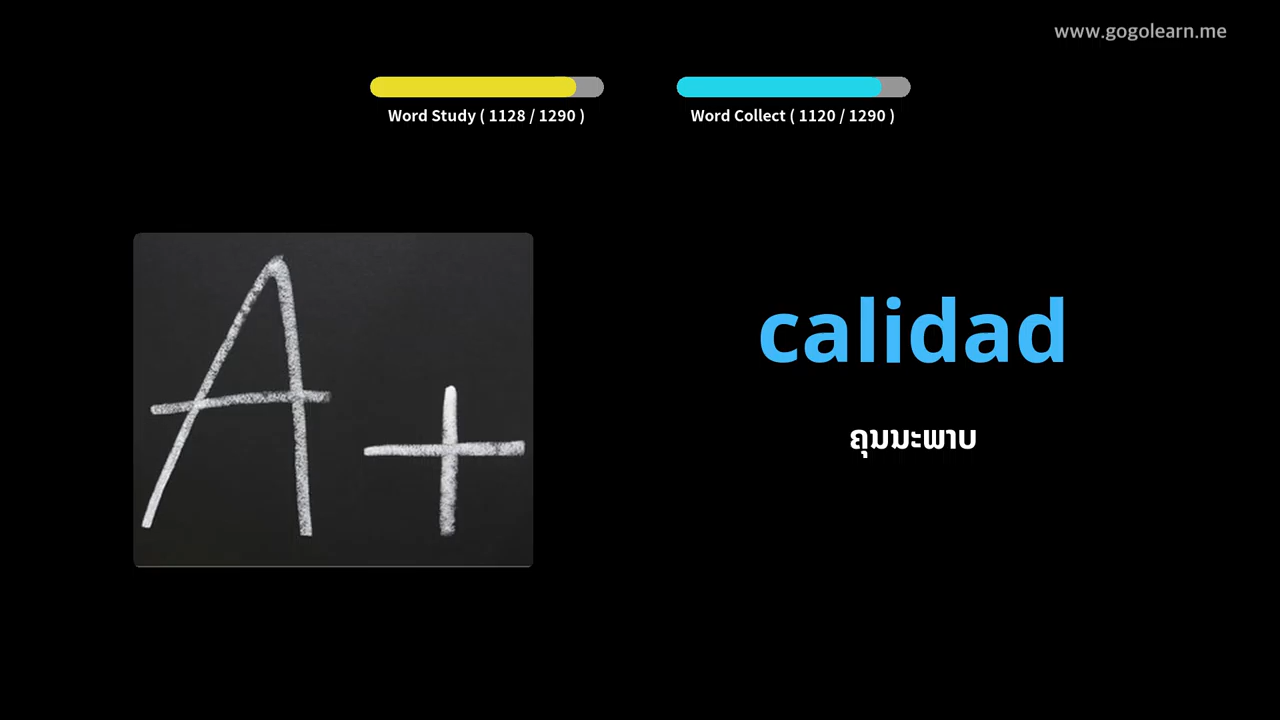 www.gogolearn.me
Word Study ( 1128 / 1290 )
Word Collect ( 1120 / 1290 )
A+
calidad
ຄຸນນະພາບ